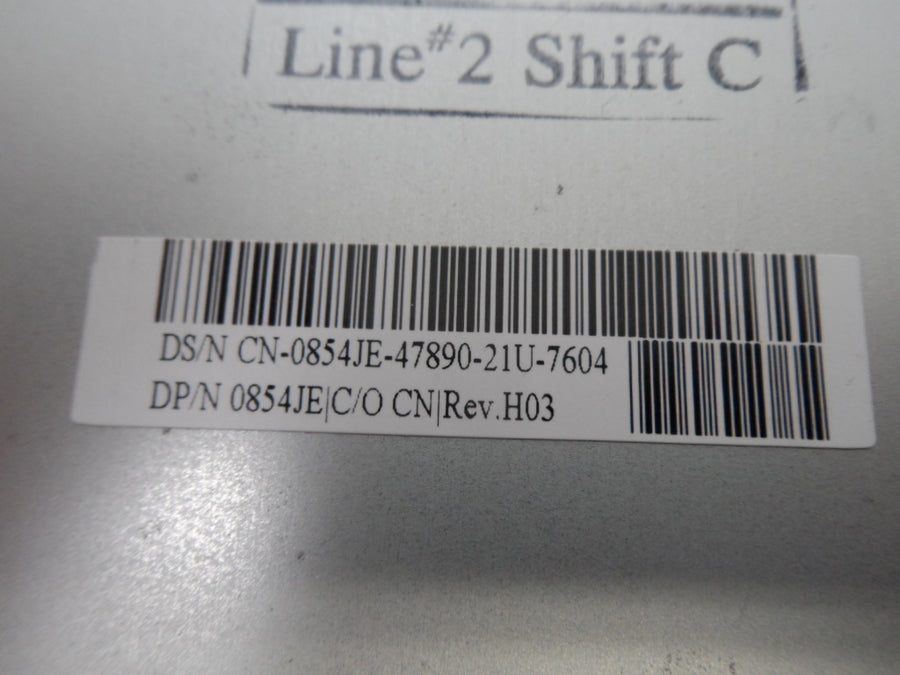 Line#2 Shift C
DS/N CN-0854JE-47890-21U-7604
DP/N 0854JE|C/O CN|Rev.H03